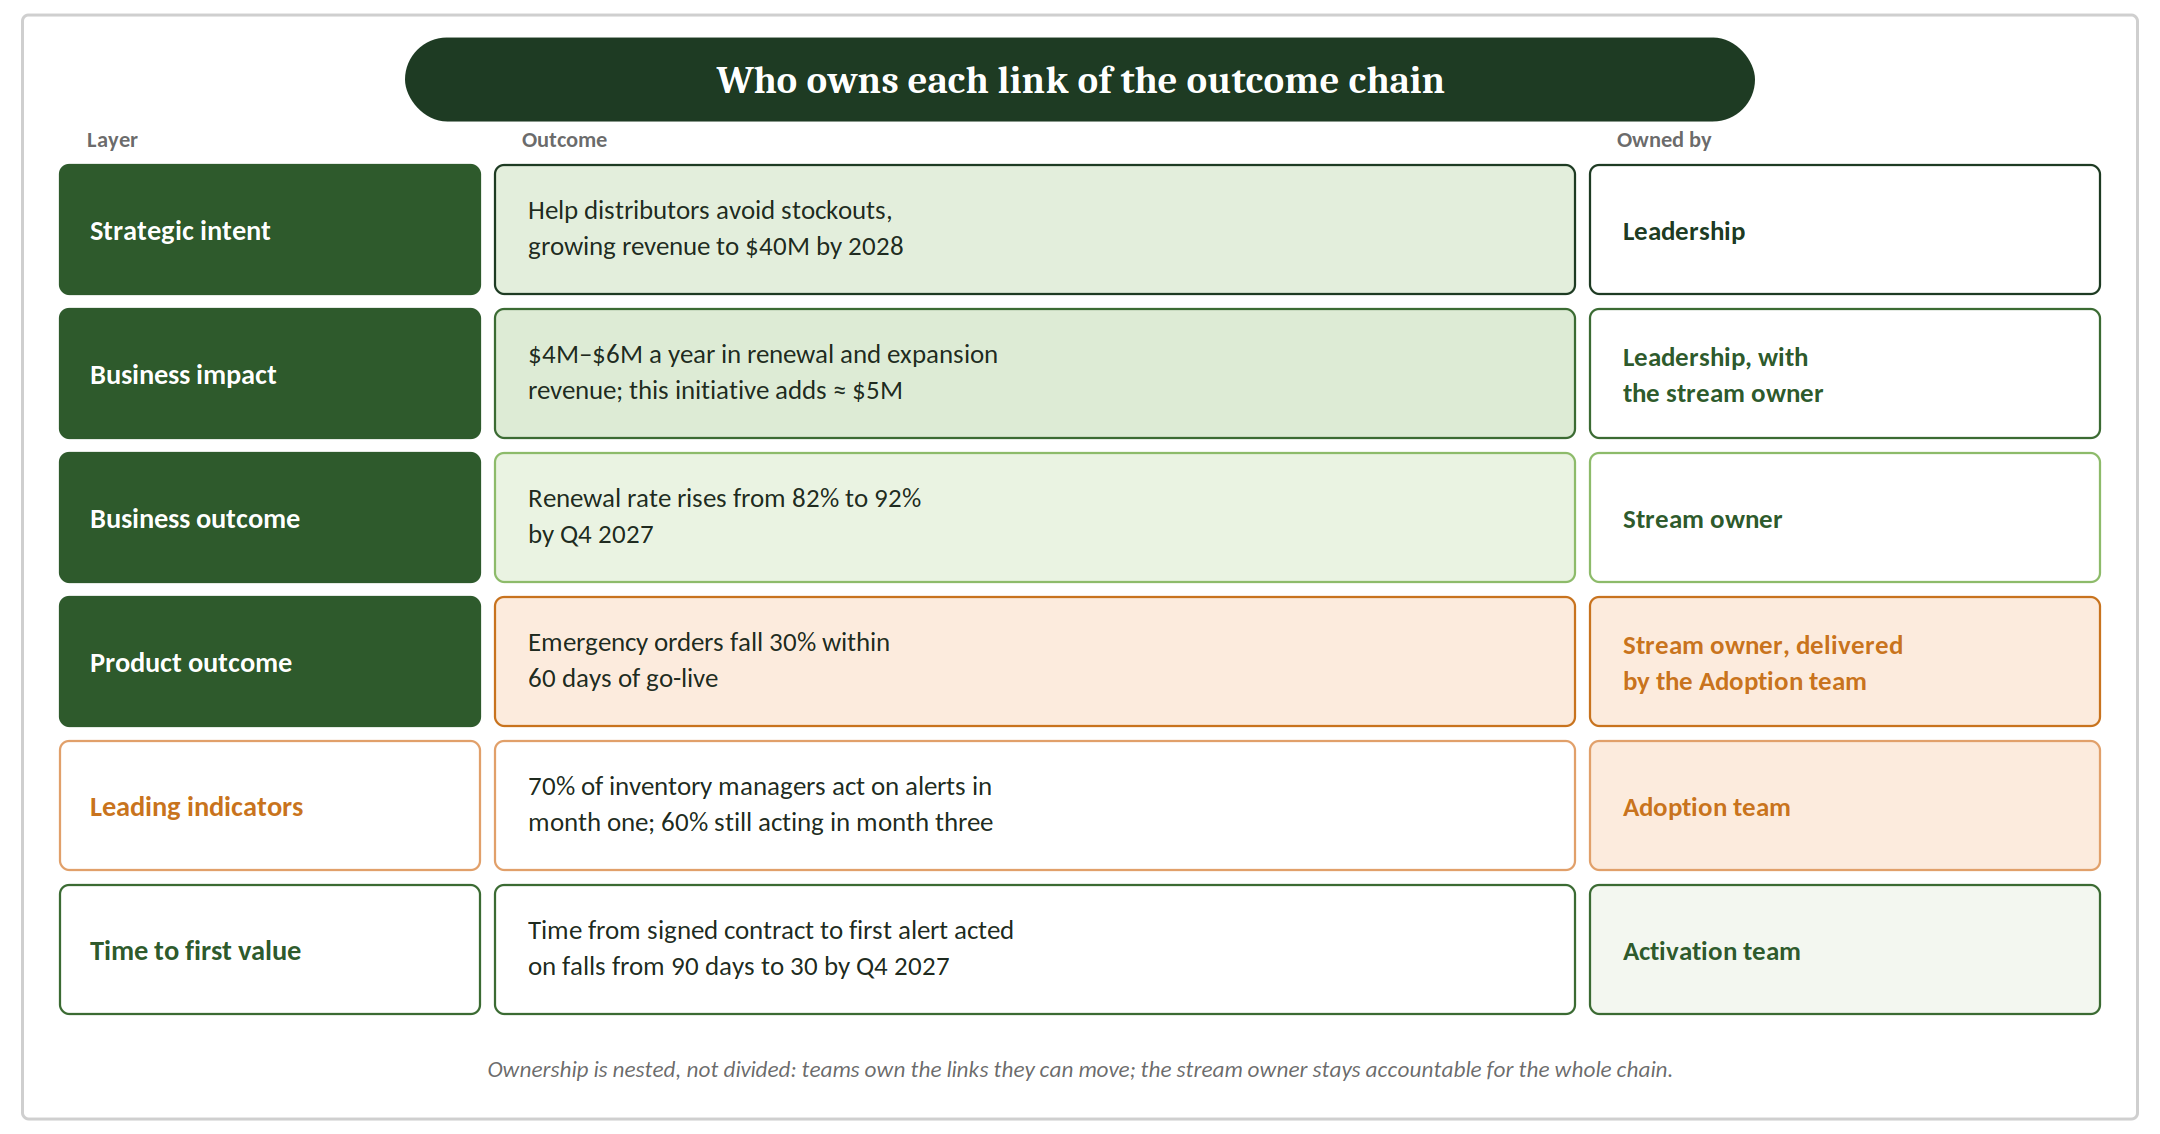 Who owns each link of the outcome chain
Layer
Outcome
Owned by
Strategic intent
Help distributors avoid stockouts,
growing revenue to $40M by 2028
Leadership
Business impact
$4M–$6M a year in renewal and expansion
revenue; this initiative adds ≈ $5M
Leadership, with
the stream owner
Business outcome
Renewal rate rises from 82% to 92%
by Q4 2027
Stream owner
Product outcome
Emergency orders fall 30% within
60 days of go-live
Stream owner, delivered
by the Adoption team
Leading indicators
70% of inventory managers act on alerts in
month one; 60% still acting in month three
Adoption team
Time to first value
Time from signed contract to first alert acted
on falls from 90 days to 30 by Q4 2027
Activation team
Ownership is nested, not divided: teams own the links they can move; the stream owner stays accountable for the whole chain.